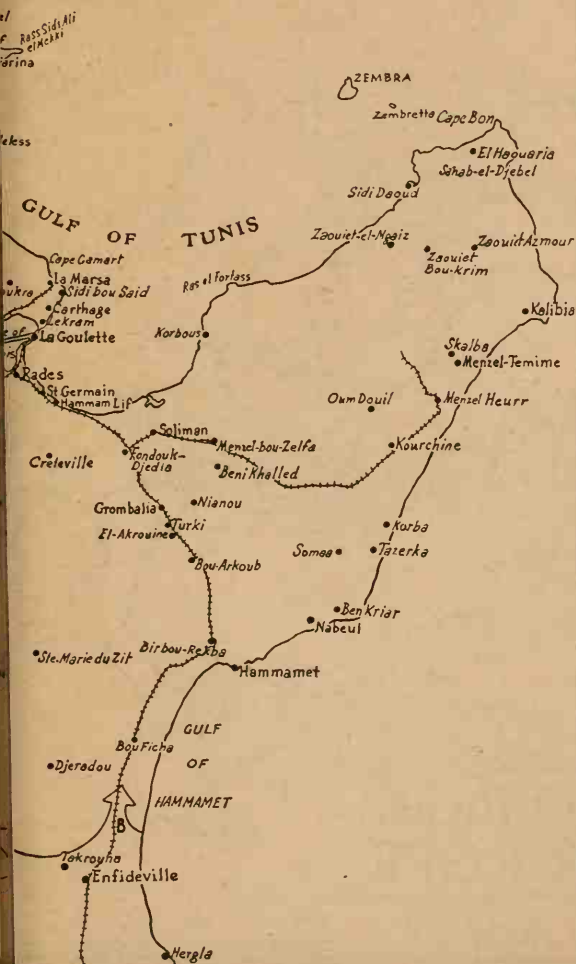 Rass Sidi Ali
el Mekki
ZEMBRA
Zembretta
Cape Bon
El Haouaria
Sahab-el-Djebel
Sidi Daoud
GULF OF TUNIS
Zaouiet-el-Mgaiz
Zaouiet
Bou-krim
Zaouiet Azmour
Cape Camart
La Marsa
Sidi bou Said
Ras el Fortass
Carthage
Lekram
Kalibia
La Goulette
Korbous
Skalba
Menzel-Temime
Rades
St Germain
Hammam Lif
Oum Douil
Menzel Heurr
Soliman
Menzel-bou-Zelfa
Kourchine
Creteville
Fondouk-
Djedia
Beni Khalled
Nianou
Grombalia
Turki
El-Akrouine
Korba
Somaa
Tazerka
Bou-Arkoub
Ben Kriar
Nabeul
Birbou-Rekba
Ste. Marie du Zit
Hammamet
GULF
OF
HAMMAMET
Bou Ficha
Djeradou
B
Takrouna
Enfideville
Hergla